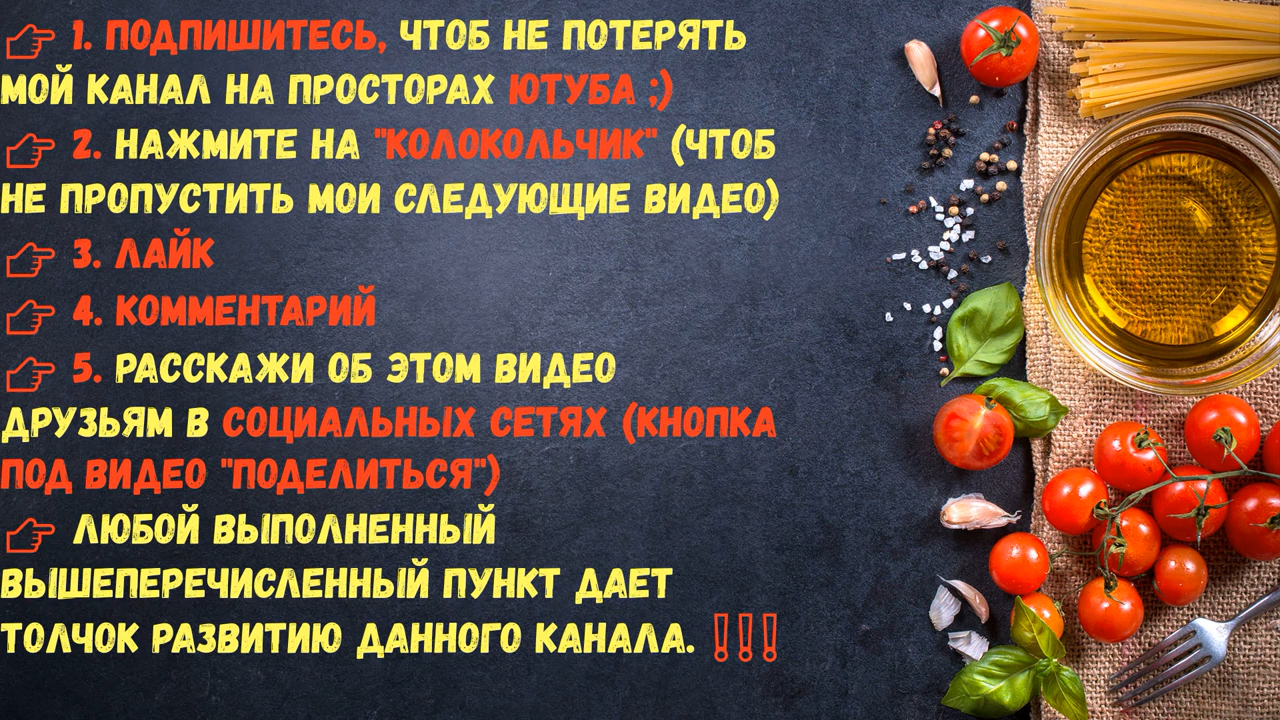 👉 1. ПОДПИШИТЕСЬ, ЧТОБ НЕ ПОТЕРЯТЬ
МОЙ КАНАЛ НА ПРОСТОРАХ ЮТУБА ;)
👉 2. НАЖМИТЕ НА "КОЛОКОЛЬЧИК" (ЧТОБ
НЕ ПРОПУСТИТЬ МОИ СЛЕДУЮЩИЕ ВИДЕО)
👉 3. ЛАЙК
👉 4. КОММЕНТАРИЙ
👉 5. РАССКАЖИ ОБ ЭТОМ ВИДЕО
ДРУЗЬЯМ В СОЦИАЛЬНЫХ СЕТЯХ (КНОПКА
ПОД ВИДЕО "ПОДЕЛИТЬСЯ")
👉 ЛЮБОЙ ВЫПОЛНЕННЫЙ
ВЫШЕПЕРЕЧИСЛЕННЫЙ ПУНКТ ДАЕТ
ТОЛЧОК РАЗВИТИЮ ДАННОГО КАНАЛА. !!!